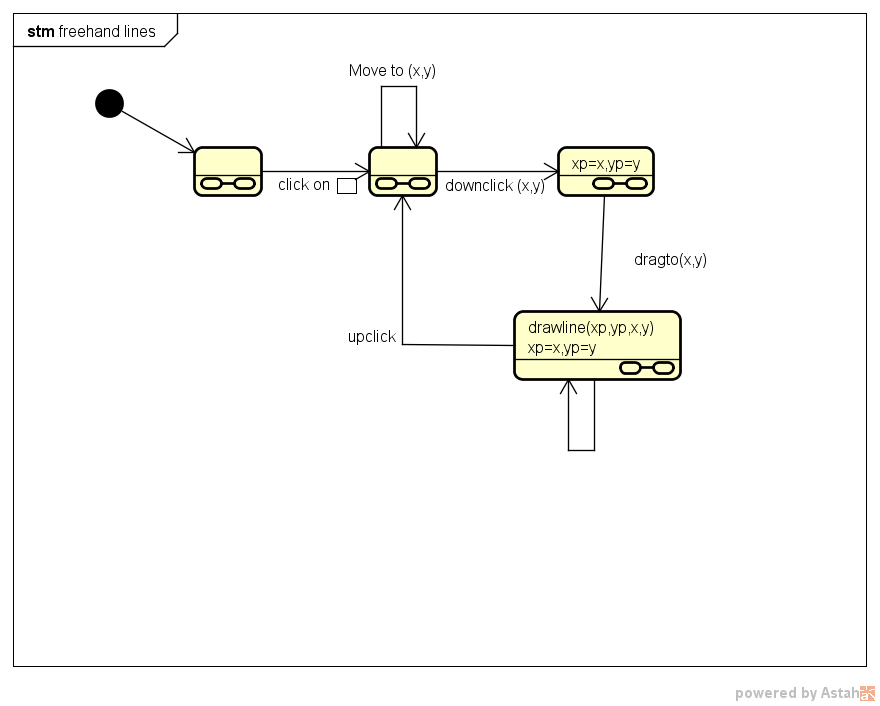 stm freehand lines
Move to (x,y)
click on
downclick (x,y)
xp=x,yp=y
dragto(x,y)
drawline(xp,yp,x,y)
xp=x,yp=y
upclick
powered by Astah